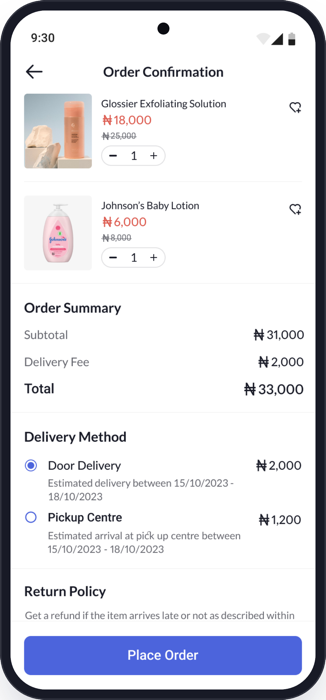 9:30
Order Confirmation
Glossier Exfoliating Solution
₦18,000
₦25,000
1
Johnson's Baby Lotion
₦6,000
₦8,000
1
Johnson's
Order Summary
Subtotal ₦31,000
Delivery Fee ₦2,000
Total ₦33,000
Delivery Method
Door Delivery ₦2,000
Estimated delivery between 15/10/2023 -
18/10/2023
Pickup Centre ₦1,200
Estimated arrival at pick up centre between
15/10/2023 - 18/10/2023
Return Policy
Get a refund if the item arrives late or not as described within
Place Order